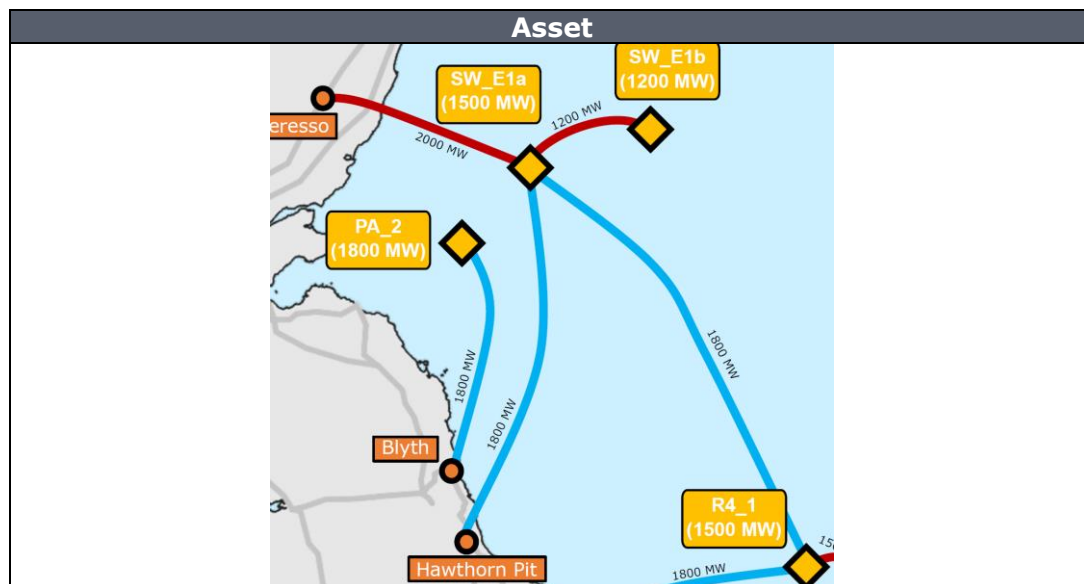 Asset
SW_E1b
(1200 MW)
SW_E1a
(1500 MW)
1200 MW
eresso
2000 MW
PA_2
(1800 MW)
1800 MW
1800 MW
1800 MW
Blyth
R4_1
(1500 MW)
Hawthorn Pit
1800 MW
150